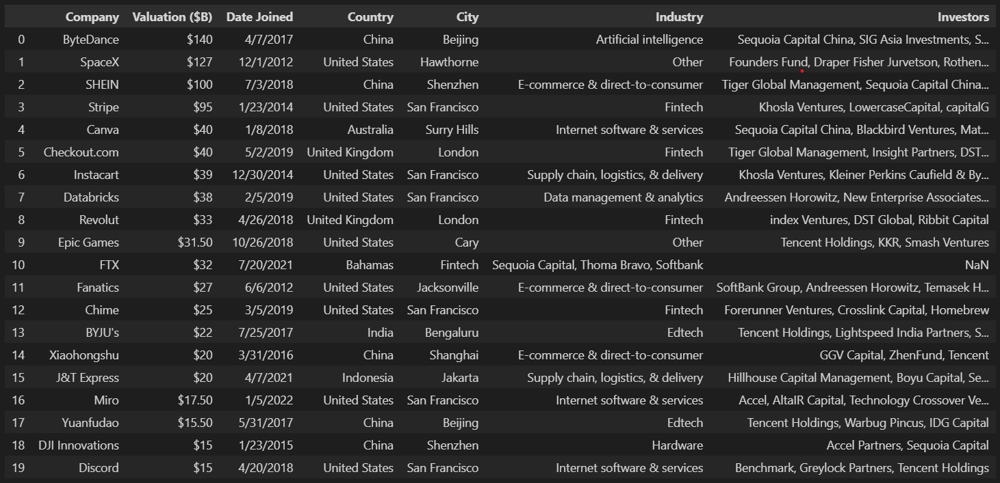 Company Valuation ($B) Date Joined Country City Industry Investors
0 ByteDance $140 4/7/2017 China Beijing Artificial intelligence Sequoia Capital China, SIG Asia Investments, S...
1 SpaceX $127 12/1/2012 United States Hawthorne Other Founders Fund, Draper Fisher Jurvetson, Rothen...
2 SHEIN $100 7/3/2018 China Shenzhen E-commerce & direct-to-consumer Tiger Global Management, Sequoia Capital China...
3 Stripe $95 1/23/2014 United States San Francisco Fintech Khosla Ventures, LowercaseCapital, capitalG
4 Canva $40 1/8/2018 Australia Surry Hills Internet software & services Sequoia Capital China, Blackbird Ventures, Mat...
5 Checkout.com $40 5/2/2019 United Kingdom London Fintech Tiger Global Management, Insight Partners, DST...
6 Instacart $39 12/30/2014 United States San Francisco Supply chain, logistics, & delivery Khosla Ventures, Kleiner Perkins Caufield & By...
7 Databricks $38 2/5/2019 United States San Francisco Data management & analytics Andreessen Horowitz, New Enterprise Associates...
8 Revolut $33 4/26/2018 United Kingdom London Fintech index Ventures, DST Global, Ribbit Capital
9 Epic Games $31.50 10/26/2018 United States Cary Other Tencent Holdings, KKR, Smash Ventures
10 FTX $32 7/20/2021 Bahamas Fintech Sequoia Capital, Thoma Bravo, Softbank NaN
11 Fanatics $27 6/6/2012 United States Jacksonville E-commerce & direct-to-consumer SoftBank Group, Andreessen Horowitz, Temasek H...
12 Chime $25 3/5/2019 United States San Francisco Fintech Forerunner Ventures, Crosslink Capital, Homebrew
13 BYJU's $22 7/25/2017 India Bengaluru Edtech Tencent Holdings, Lightspeed India Partners, S...
14 Xiaohongshu $20 3/31/2016 China Shanghai E-commerce & direct-to-consumer GGV Capital, ZhenFund, Tencent
15 J&T Express $20 4/7/2021 Indonesia Jakarta Supply chain, logistics, & delivery Hillhouse Capital Management, Boyu Capital, Se...
16 Miro $17.50 1/5/2022 United States San Francisco Internet software & services Accel, AltaIR Capital, Technology Crossover Ve...
17 Yuanfudao $15.50 5/31/2017 China Beijing Edtech Tencent Holdings, Warbug Pincus, IDG Capital
18 DJI Innovations $15 1/23/2015 China Shenzhen Hardware Accel Partners, Sequoia Capital
19 Discord $15 4/20/2018 United States San Francisco Internet software & services Benchmark, Greylock Partners, Tencent Holdings